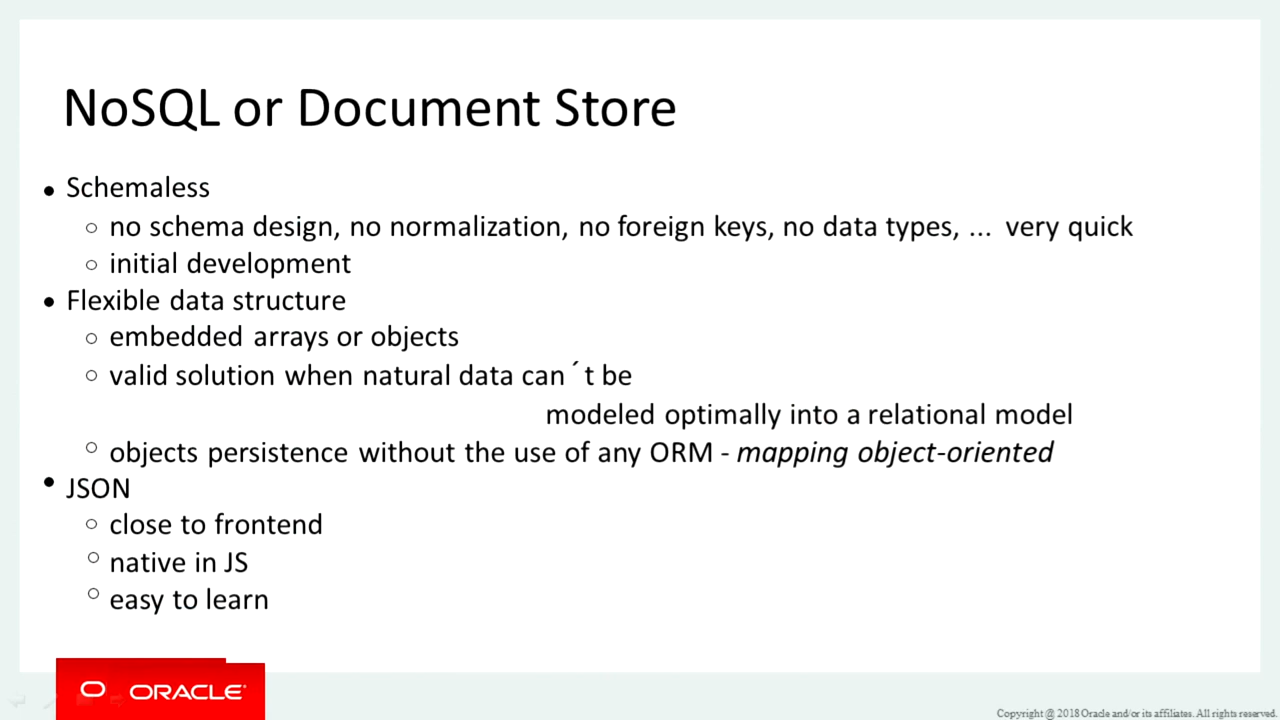 NoSQL or Document Store
• Schemaless
○ no schema design, no normalization, no foreign keys, no data types, ... very quick
○ initial development
• Flexible data structure
○ embedded arrays or objects
○ valid solution when natural data can´t be
modeled optimally into a relational model
○ objects persistence without the use of any ORM - mapping object-oriented
• JSON
○ close to frontend
○ native in JS
○ easy to learn
ORACLE
Copyright @ 2018 Oracle and/or its affiliates. All rights reserved.